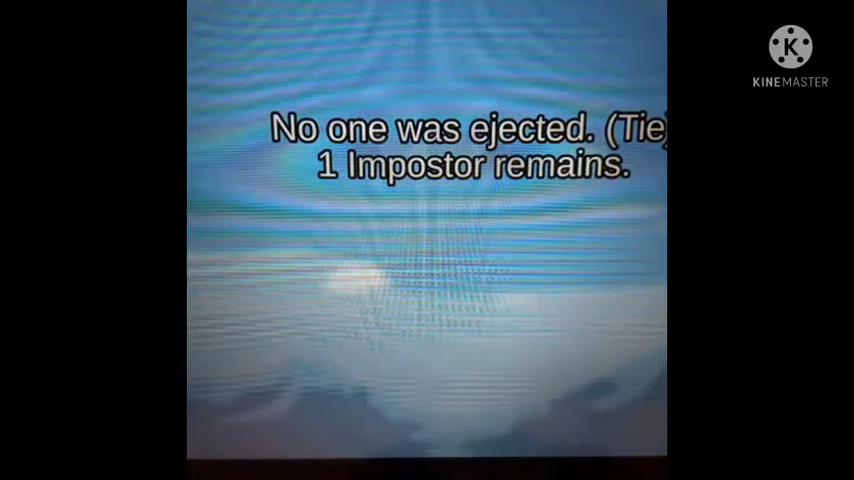 No one was ejected. (Tie)
1 Impostor remains.
K
KINEMASTER